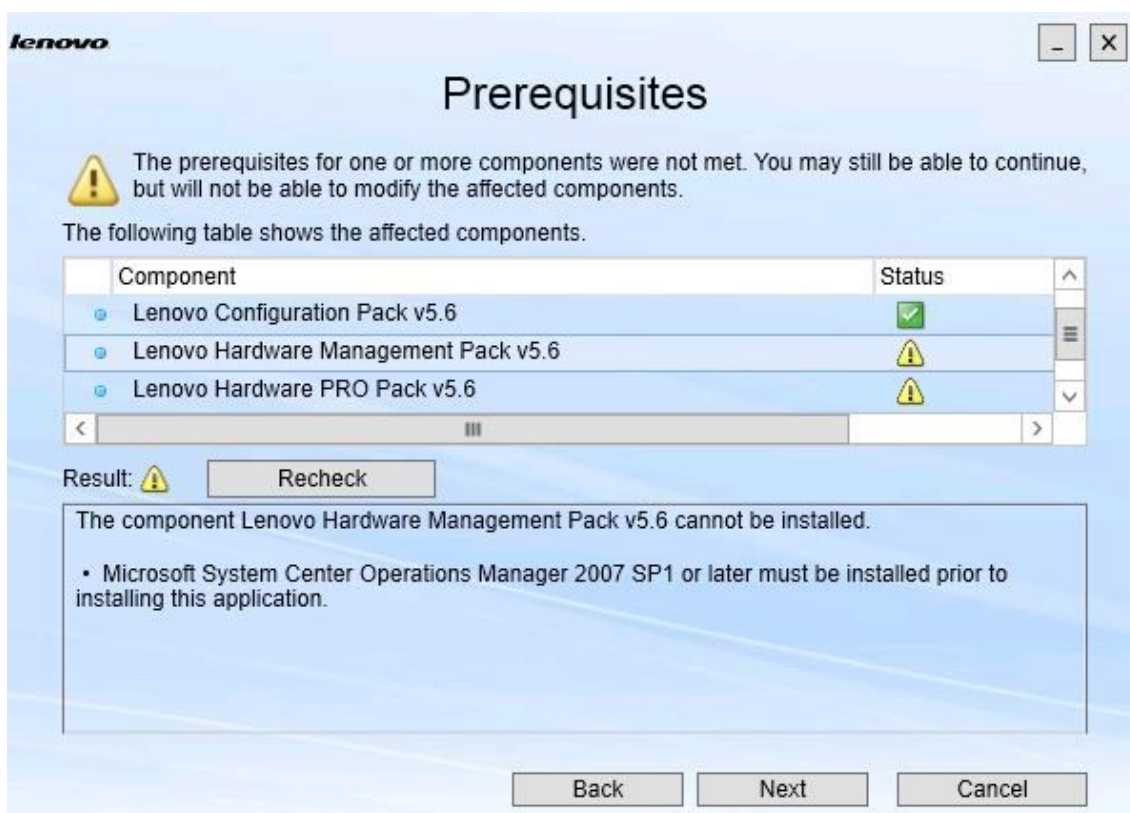 lenovo
Prerequisites
The prerequisites for one or more components were not met. You may still be able to continue,
but will not be able to modify the affected components.
The following table shows the affected components.
Component Status
Lenovo Configuration Pack v5.6
Lenovo Hardware Management Pack v5.6
Lenovo Hardware PRO Pack v5.6
Result: Recheck
The component Lenovo Hardware Management Pack v5.6 cannot be installed.
• Microsoft System Center Operations Manager 2007 SP1 or later must be installed prior to
installing this application.
Back Next Cancel